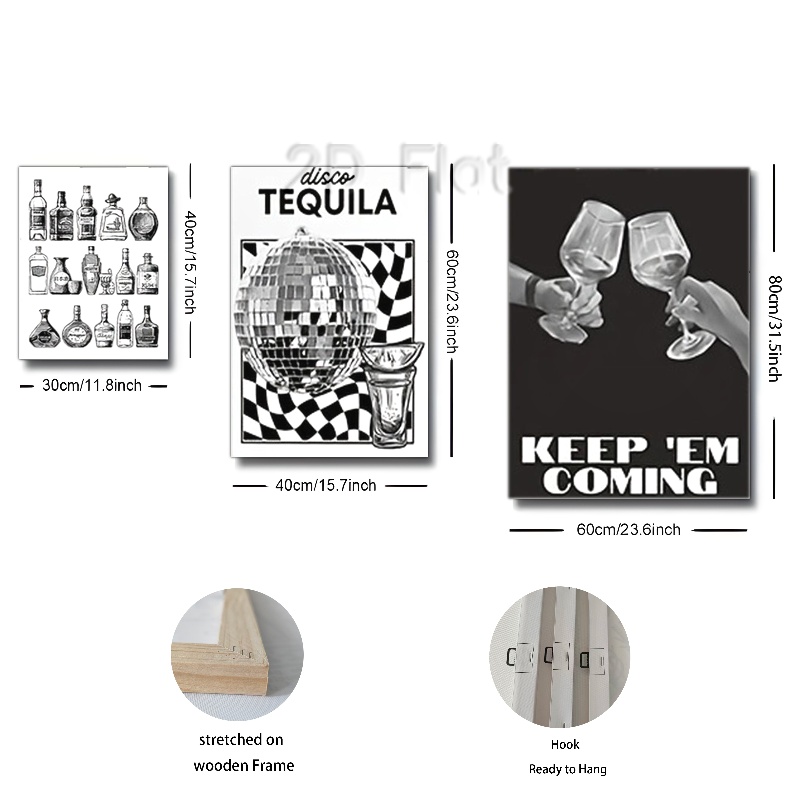 2D Flat
disco
TEQUILA
KEEP 'EM
COMING
40cm/15.7inch
60cm/23.6inch
80cm/31.5inch
30cm/11.8inch
40cm/15.7inch
60cm/23.6inch
stretched on
wooden Frame
Hook
Ready to Hang